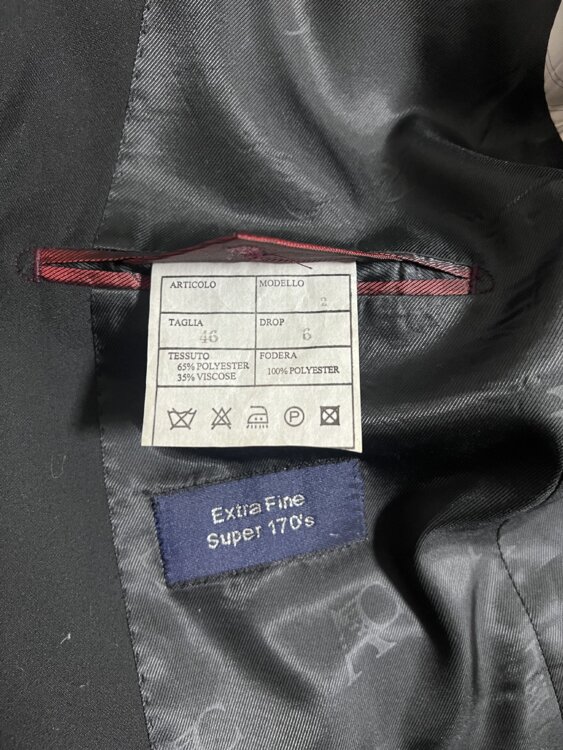 ARTICOLO
MODELLO
2
TAGLIA
46
DROP
6
TESSUTO
65% POLYESTER
35% VISCOSE
FODERA
100% POLYESTER
P
Extra Fine
Super 170's